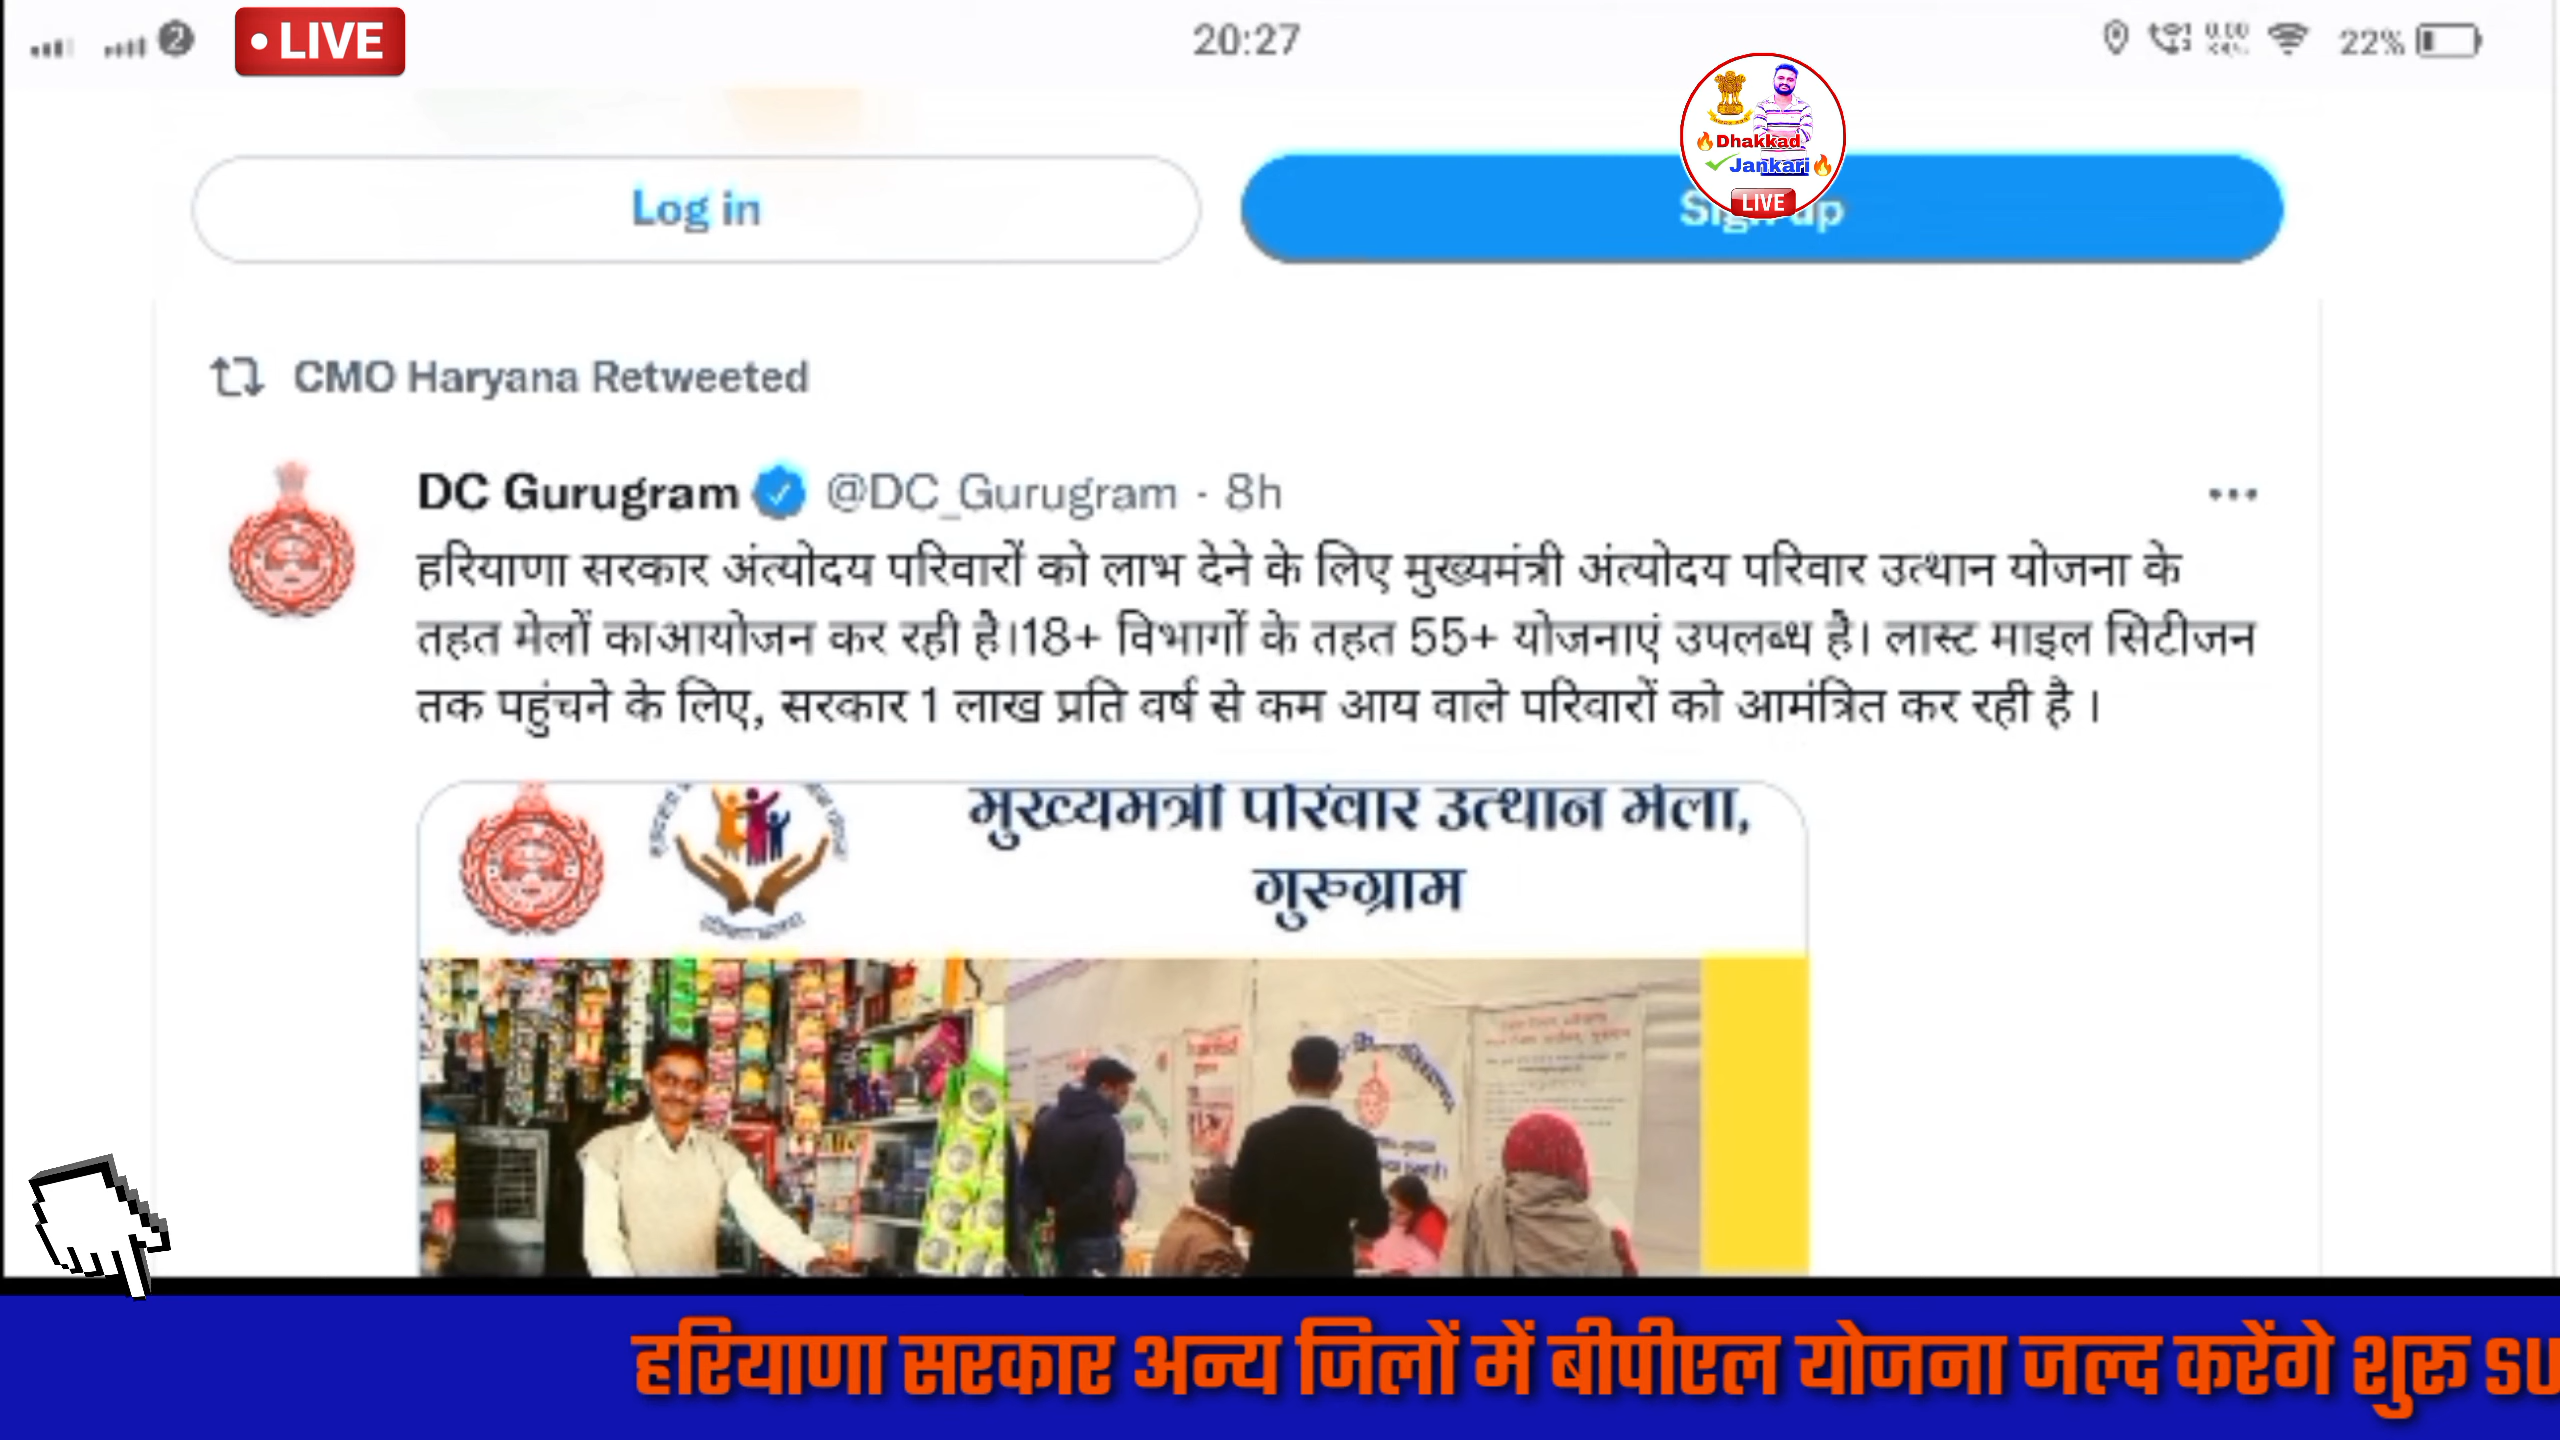 2
LIVE
20:27
22%
Dhakkad
Jankari
LIVE
Log in
Sign up
CMO Haryana Retweeted
DC Gurugram @DC_Gurugram · 8h
हरियाणा सरकार अंत्योदय परिवारों को लाभ देने के लिए मुख्यमंत्री अंत्योदय परिवार उत्थान योजना के
तहत मेलों काआयोजन कर रही है।18+ विभागों के तहत 55+ योजनाएं उपलब्ध है। लास्ट माइल सिटीजन
तक पहुंचने के लिए, सरकार 1 लाख प्रति वर्ष से कम आय वाले परिवारों को आमंत्रित कर रही है ।
मुख्यमंत्री परिवार उत्थान मेला,
गुरुग्राम
हरियाणा सरकार अन्य जिलों में बीपीएल योजना जल्द करेंगे शुरू SU